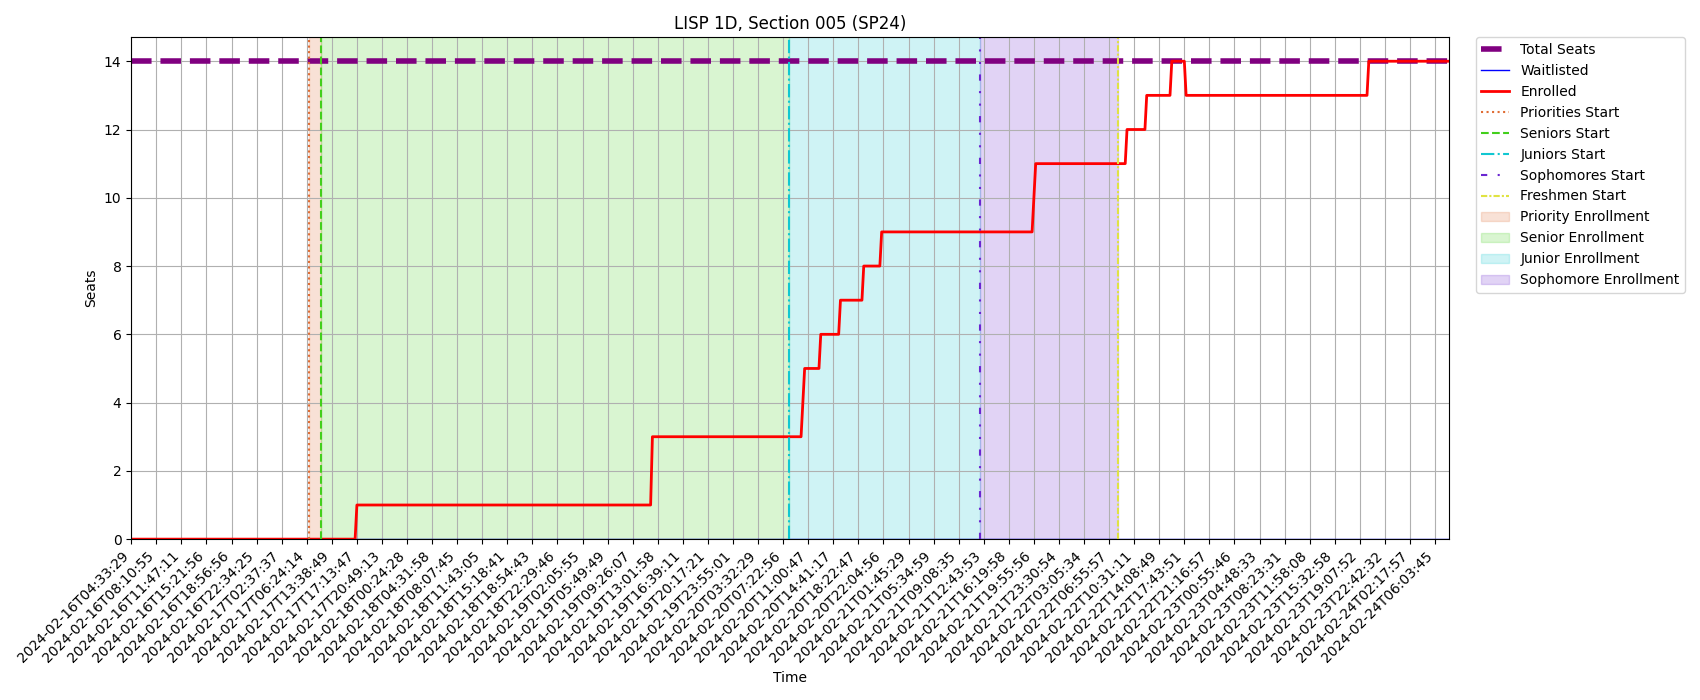 LISP 1D, Section 005 (SP24)
Total Seats
Waitlisted
Enrolled
Priorities Start
Seniors Start
Juniors Start
Sophomores Start
Freshmen Start
Priority Enrollment
Senior Enrollment
Junior Enrollment
Sophomore Enrollment
Seats
14
12
10
8
6
4
2
0
2024-02-16T04:33:29
2024-02-16T08:10:55
2024-02-16T11:47:11
2024-02-16T15:21:56
2024-02-16T18:56:56
2024-02-16T22:34:25
2024-02-17T02:37:37
2024-02-17T06:24:14
2024-02-17T13:38:49
2024-02-17T17:13:47
2024-02-17T20:49:13
2024-02-18T00:24:28
2024-02-18T04:31:58
2024-02-18T08:07:45
2024-02-18T11:43:05
2024-02-18T15:18:41
2024-02-18T18:54:43
2024-02-18T22:29:46
2024-02-19T02:05:55
2024-02-19T05:49:49
2024-02-19T09:26:07
2024-02-19T13:01:58
2024-02-19T16:39:11
2024-02-19T20:17:21
2024-02-19T23:55:01
2024-02-20T03:32:29
2024-02-20T07:22:56
2024-02-20T11:00:47
2024-02-20T14:41:17
2024-02-20T18:22:47
2024-02-20T22:04:56
2024-02-21T01:45:29
2024-02-21T05:34:59
2024-02-21T09:08:35
2024-02-21T12:43:53
2024-02-21T16:19:58
2024-02-21T19:55:56
2024-02-21T23:30:54
2024-02-22T03:05:34
2024-02-22T06:55:57
2024-02-22T10:31:11
2024-02-22T14:08:49
2024-02-22T17:43:51
2024-02-22T21:16:57
2024-02-23T00:55:46
2024-02-23T04:48:33
2024-02-23T08:23:31
2024-02-23T11:58:08
2024-02-23T15:32:58
2024-02-23T19:07:52
2024-02-23T22:42:32
2024-02-24T02:17:57
2024-02-24T06:03:45
Time